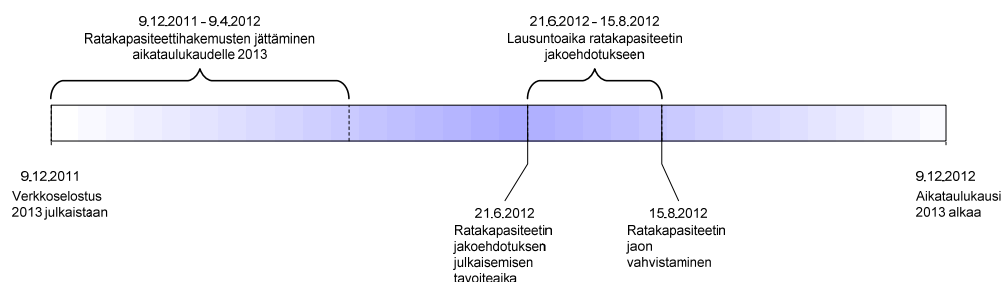 9.12.2011 - 9.4.2012
Ratakapasiteettihakemusten jättäminen
aikataulukaudelle 2013
21.6.2012 - 15.8.2012
Lausuntoaika ratakapasiteetin
jakoehdotukseen
9.12.2011
Verkkoselostus
2013 julkaistaan
21.6.2012
Ratakapasiteetin
jakoehdotuksen
julkaisemisen
tavoiteaika
15.8.2012
Ratakapasiteetin
jaon
vahvistaminen
9.12.2012
Aikataulukausi
2013 alkaa